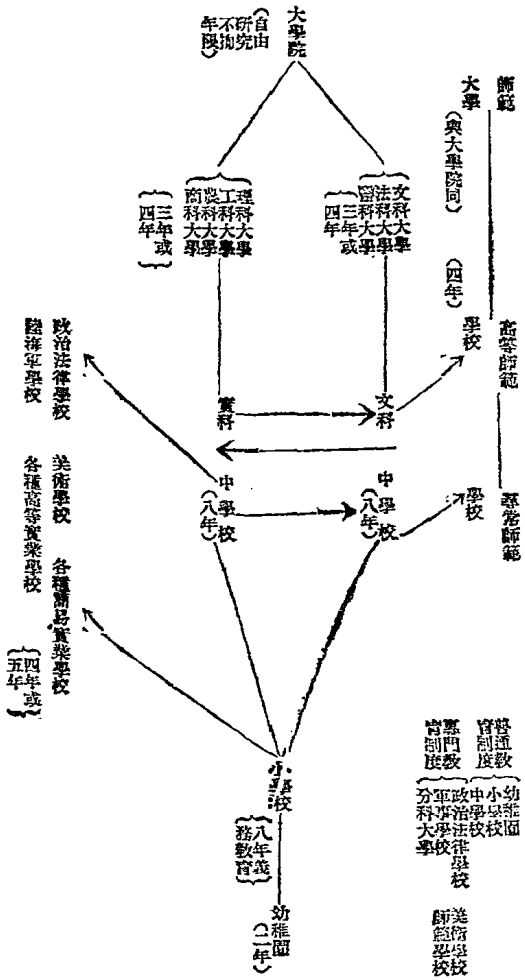 師範
大學
（與大學院同）
（四年）
高等師範
學校
尋常師範
學校
大學院
（自由
研究
不拘
年限）
文科大學
法科大學
醫科大學
三年或
四年
理科大學
工科大學
農科大學
商科大學
三年或
四年
文科
中學校
（八年）
實科
中學校
（八年）
政治法律學校
陸海軍學校
美術學校
各種高等實業學校
各種簡易實業學校
四年或
五年
小學校
八年義
務教育
幼稚園
（二年）
普通教
育制度
幼稚園
小學校
中學校
專門教
育制度
政治法律學校
軍事學校
分科大學
美術學校
師範學校